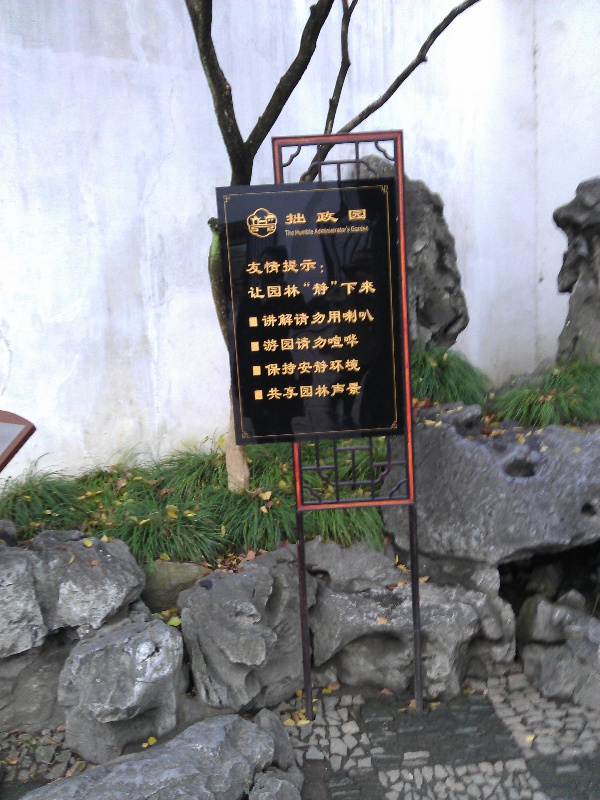 拙政园
The Humble Administrator's Garden
友情提示：
让园林“静”下来
讲解请勿用喇叭
游园请勿喧哗
保持安静环境
共享园林声景